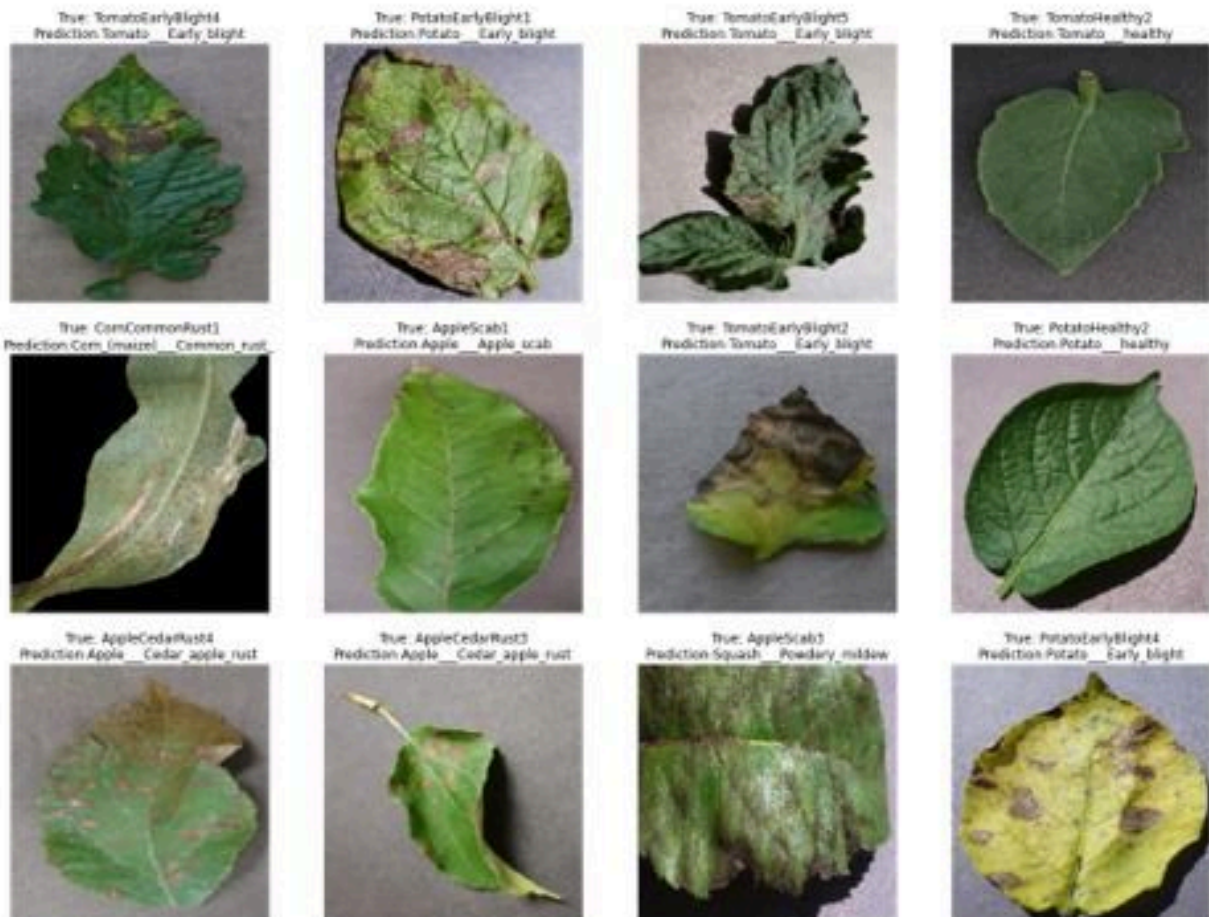 True: TomatoEarlyBlight4
Prediction Tomato___Early_blight
True: PotatoEarlyBlight1
Prediction Potato___Early_blight
True: TomatoEarlyBlight5
Prediction Tomato___Early_blight
True: TomatoHealthy2
Prediction Tomato___healthy
True: CornCommonRust1
Prediction Corn_(maize)___Common_rust_
True: AppleScab1
Prediction Apple___Apple_scab
True: TomatoEarlyBlight2
Prediction Tomato___Early_blight
True: PotatoHealthy2
Prediction Potato___healthy
True: AppleCedarRust4
Prediction Apple___Cedar_apple_rust
True: AppleCedarRust3
Prediction Apple___Cedar_apple_rust
True: AppleScab3
Prediction Squash___Powdery_mildew
True: PotatoEarlyBlight4
Prediction Potato___Early_blight